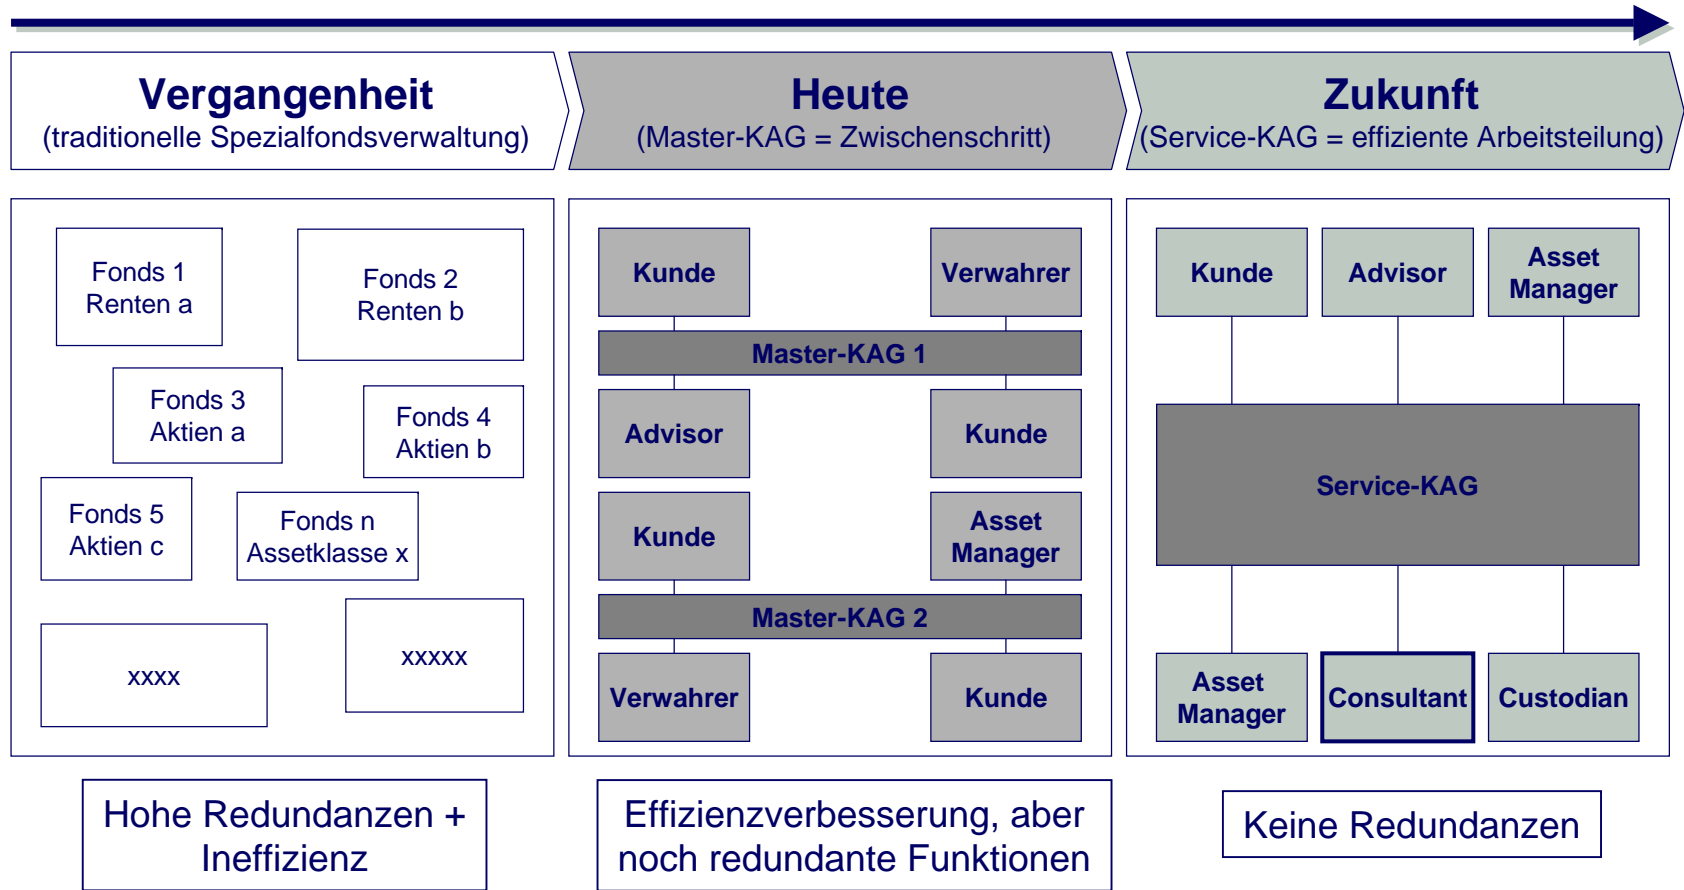 Vergangenheit
(traditionelle Spezialfondsverwaltung)
Heute
(Master-KAG = Zwischenschritt)
Zukunft
(Service-KAG = effiziente Arbeitsteilung)
Fonds 1
Renten a
Fonds 2
Renten b
Fonds 3
Aktien a
Fonds 4
Aktien b
Fonds 5
Aktien c
Fonds n
Assetklasse x
xxxx
xxxxx
Kunde
Verwahrer
Master-KAG 1
Advisor
Kunde
Kunde
Asset
Manager
Master-KAG 2
Verwahrer
Kunde
Kunde
Advisor
Asset
Manager
Service-KAG
Asset
Manager
Consultant
Custodian
Hohe Redundanzen +
Ineffizienz
Effizienzverbesserung, aber
noch redundante Funktionen
Keine Redundanzen